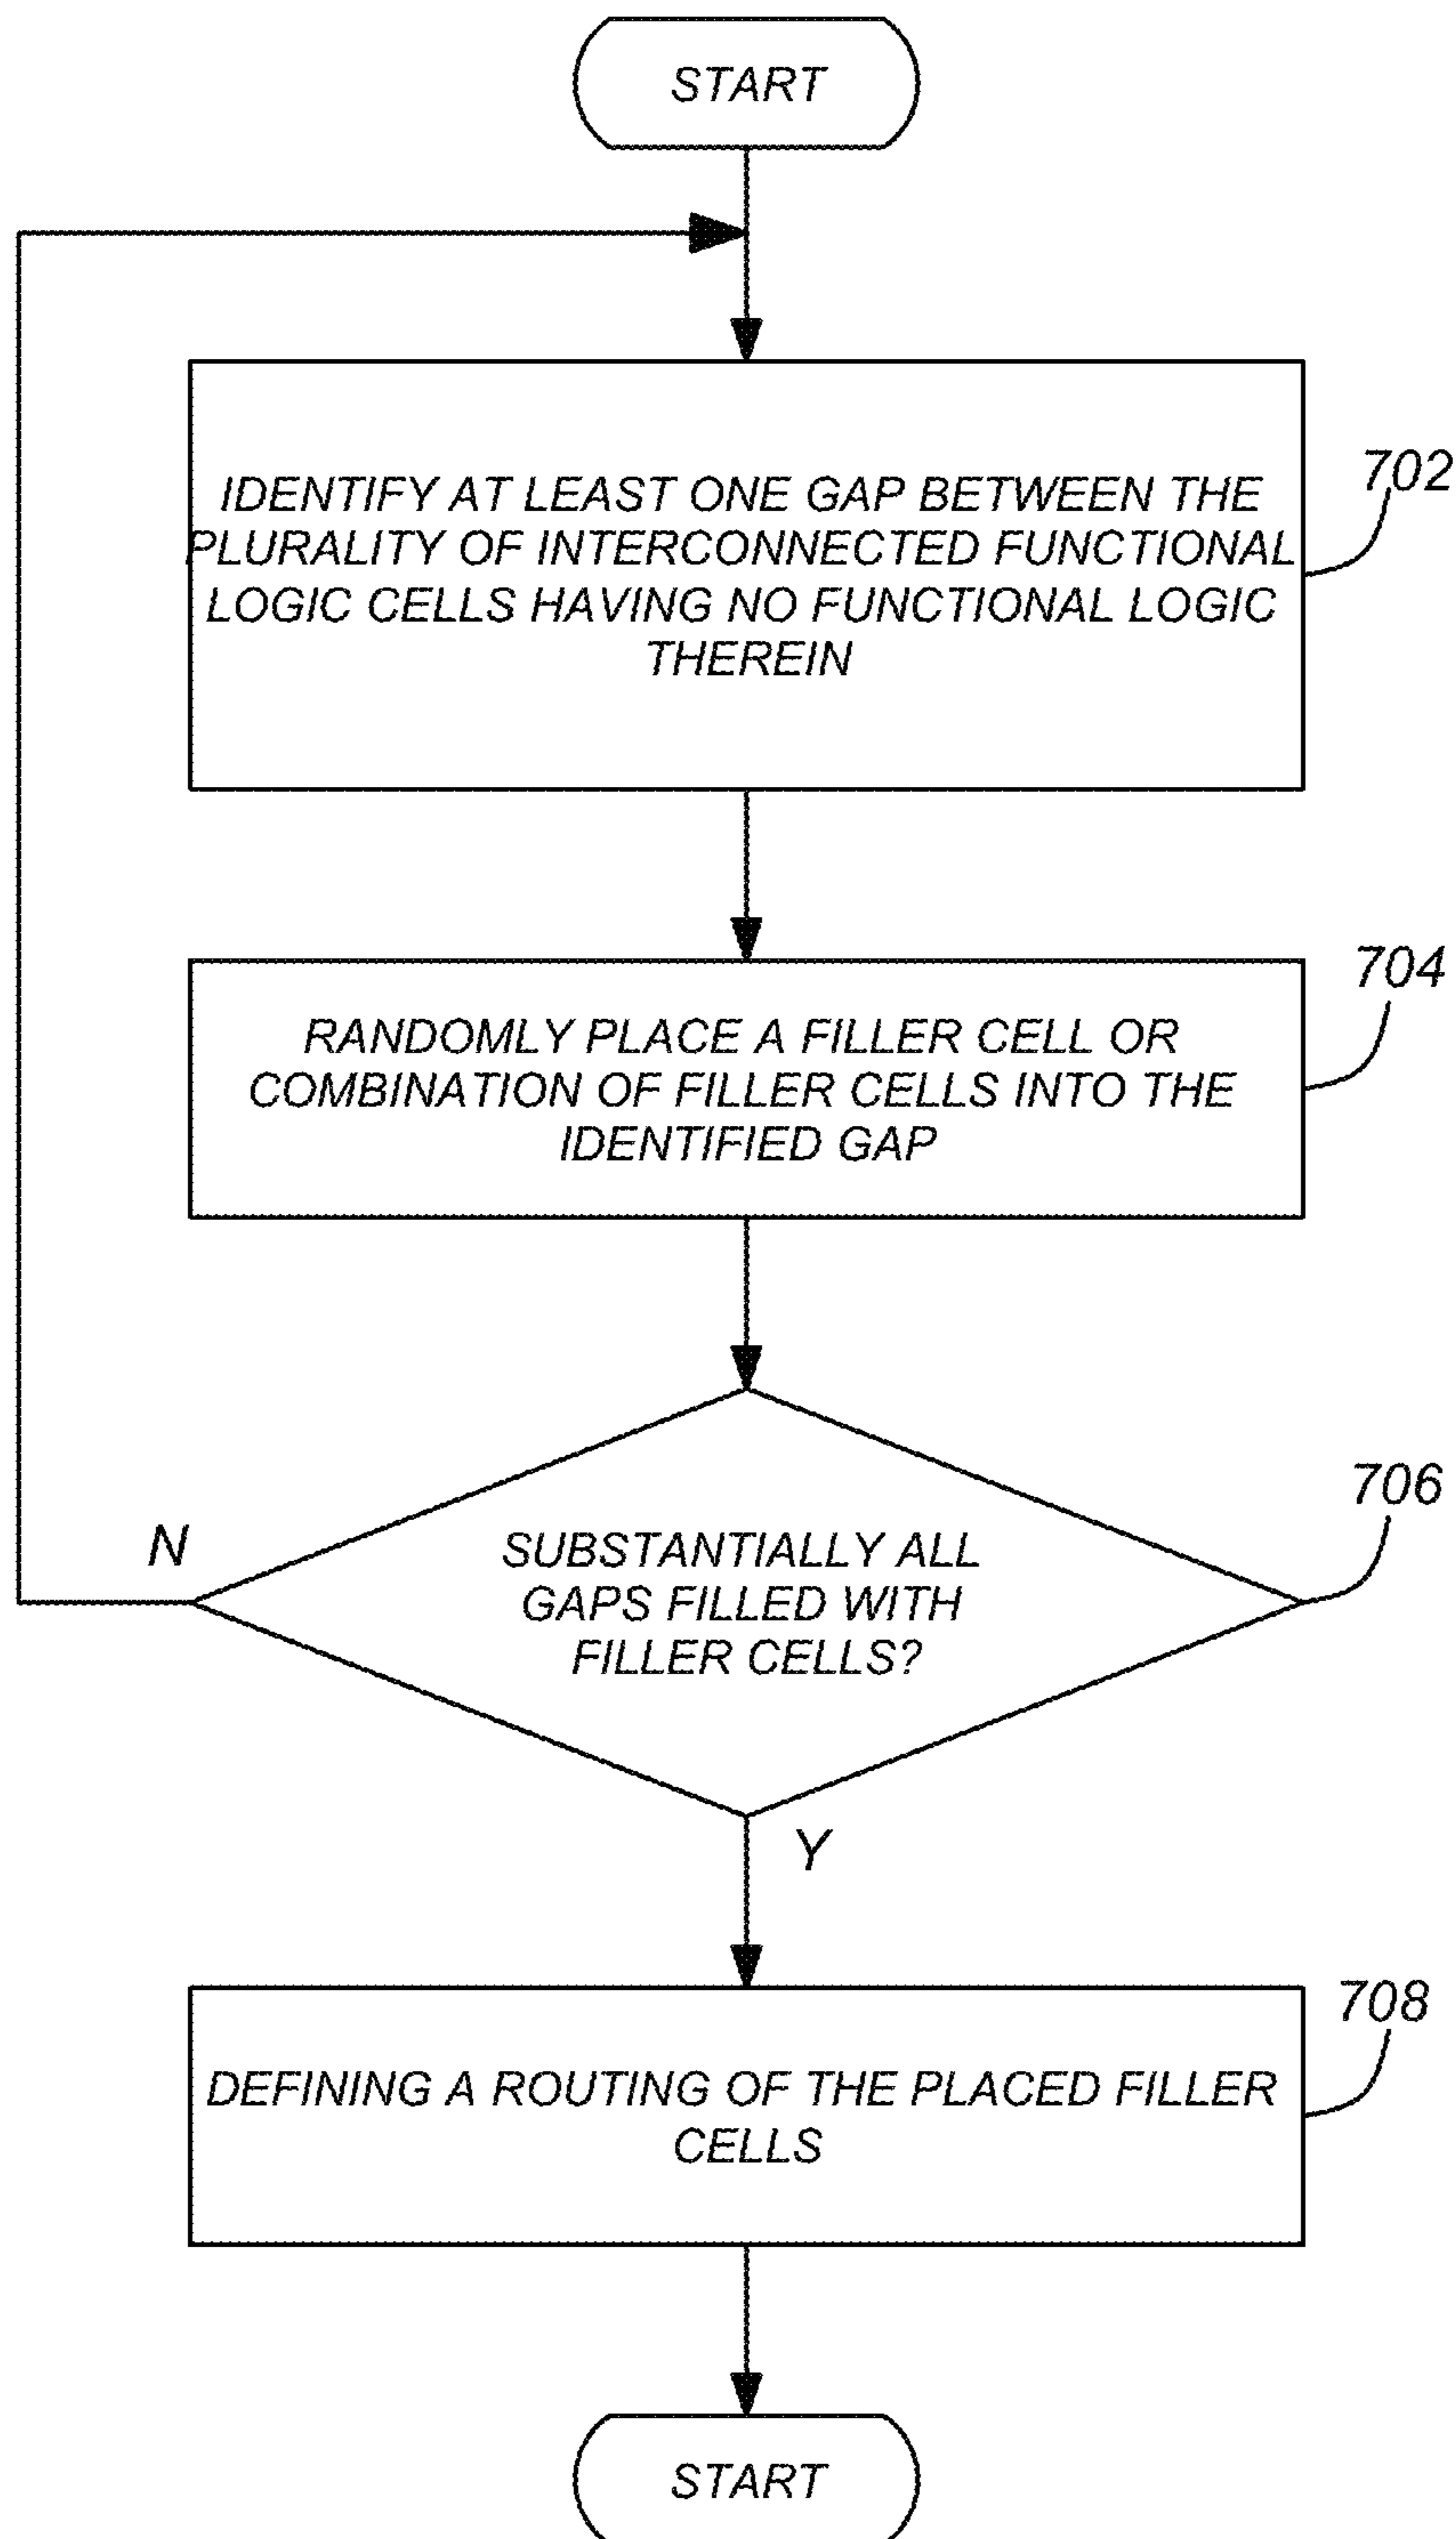 START
IDENTIFY AT LEAST ONE GAP BETWEEN THE
PLURALITY OF INTERCONNECTED FUNCTIONAL
LOGIC CELLS HAVING NO FUNCTIONAL LOGIC
THEREIN
702
RANDOMLY PLACE A FILLER CELL OR
COMBINATION OF FILLER CELLS INTO THE
IDENTIFIED GAP
704
SUBSTANTIALLY ALL
GAPS FILLED WITH
FILLER CELLS?
706
N
Y
DEFINING A ROUTING OF THE PLACED FILLER
CELLS
708
START